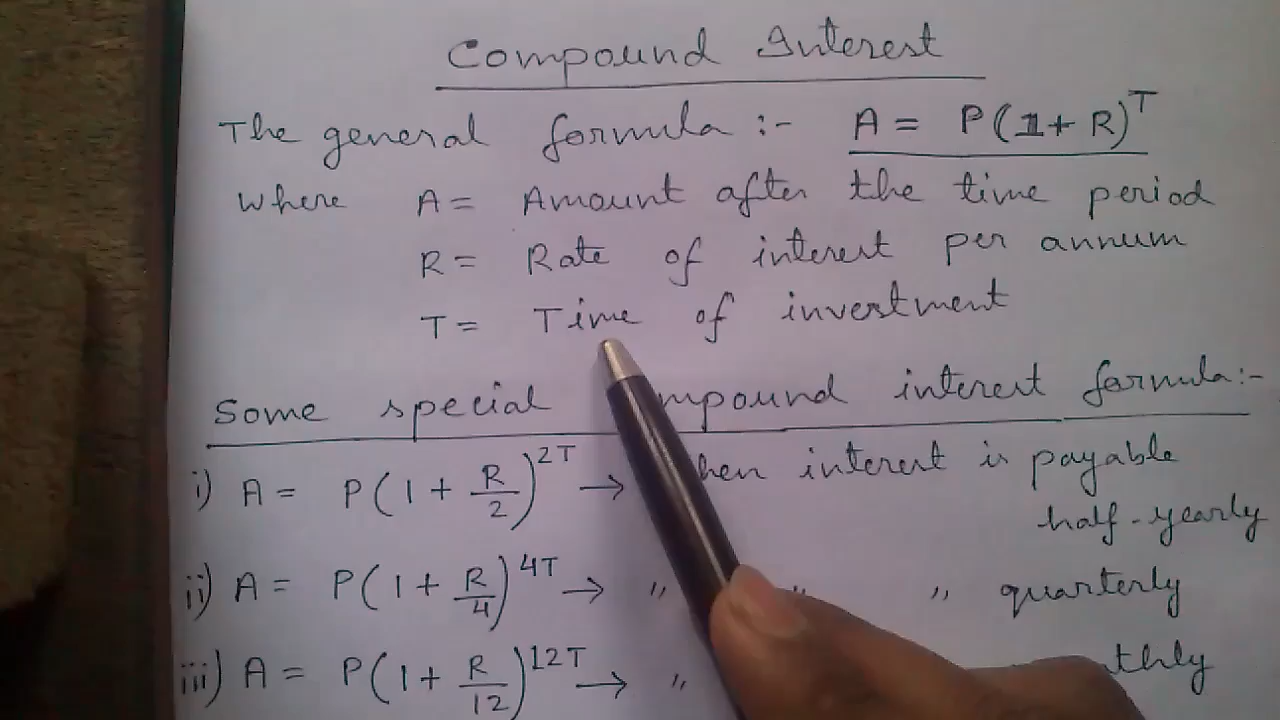 Compound Interest
The general formula :- A = P(1+ R)^T
Where A = Amount after the time period
R = Rate of interest per annum
T = Time of investment
Some special compound interest formula:-
i) A = P(1 + R/2)^2T → hen interest is payable
half-yearly
ii) A = P(1 + R/4)^4T → " " " quarterly
iii) A = P(1 + R/12)^12T → " thly